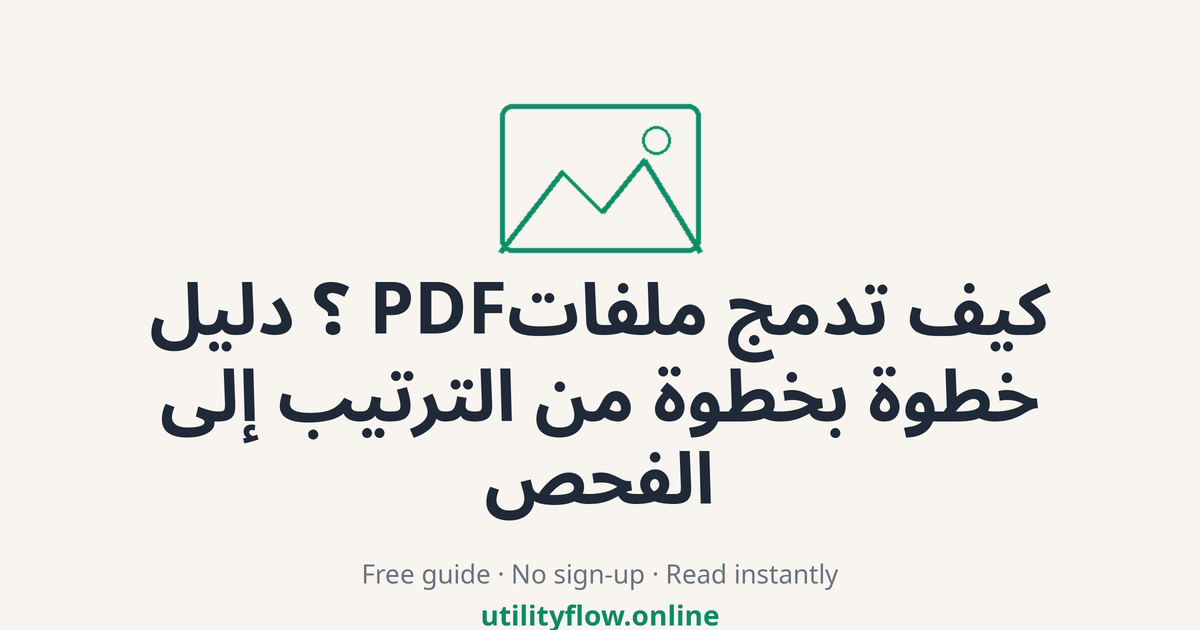 كيف تدمج ملفاتPDF ؟ دليل
خطوة بخطوة من الترتيب إلى
الفحص
Free guide · No sign-up · Read instantly
utilityflow.online